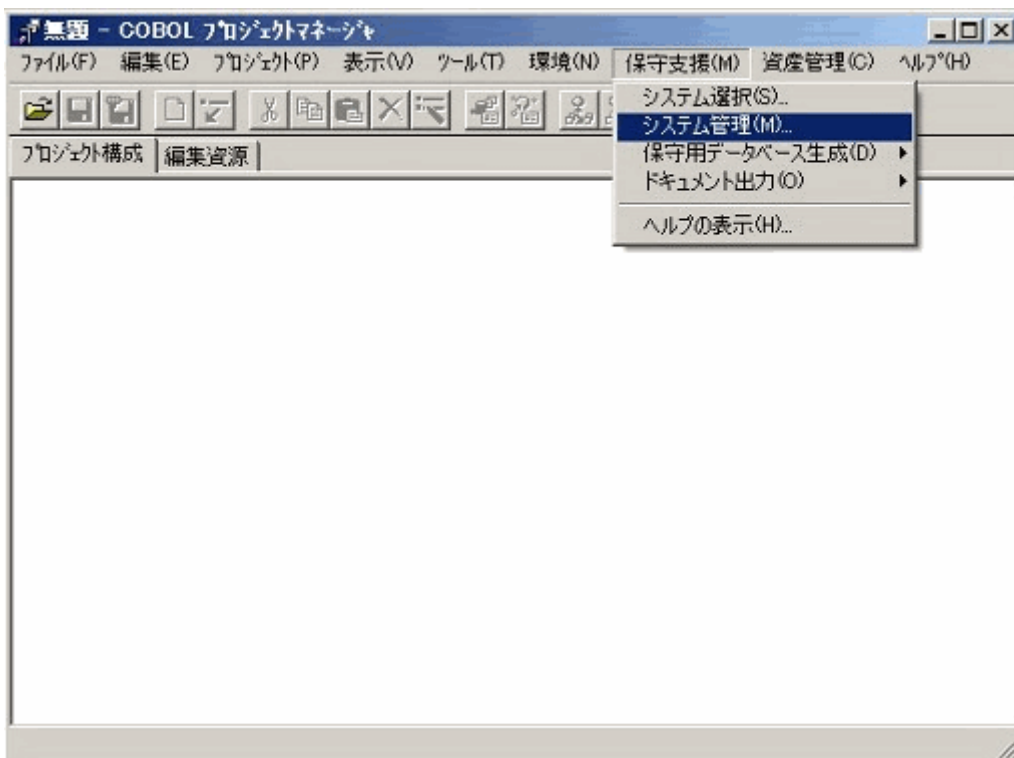 無題 - COBOL ﾌﾟﾛｼﾞｪｸﾄﾏﾈｰｼﾞｬ
ﾌｧｲﾙ(F) 編集(E) ﾌﾟﾛｼﾞｪｸﾄ(P) 表示(V) ﾂｰﾙ(T) 環境(N) 保守支援(M) 資産管理(C) ﾍﾙﾌﾟ(H)
システム選択(S)...
システム管理(M)...
保守用データベース生成(D)
ドキュメント出力(O)
ヘルプの表示(H)...
ﾌﾟﾛｼﾞｪｸﾄ構成 編集資源